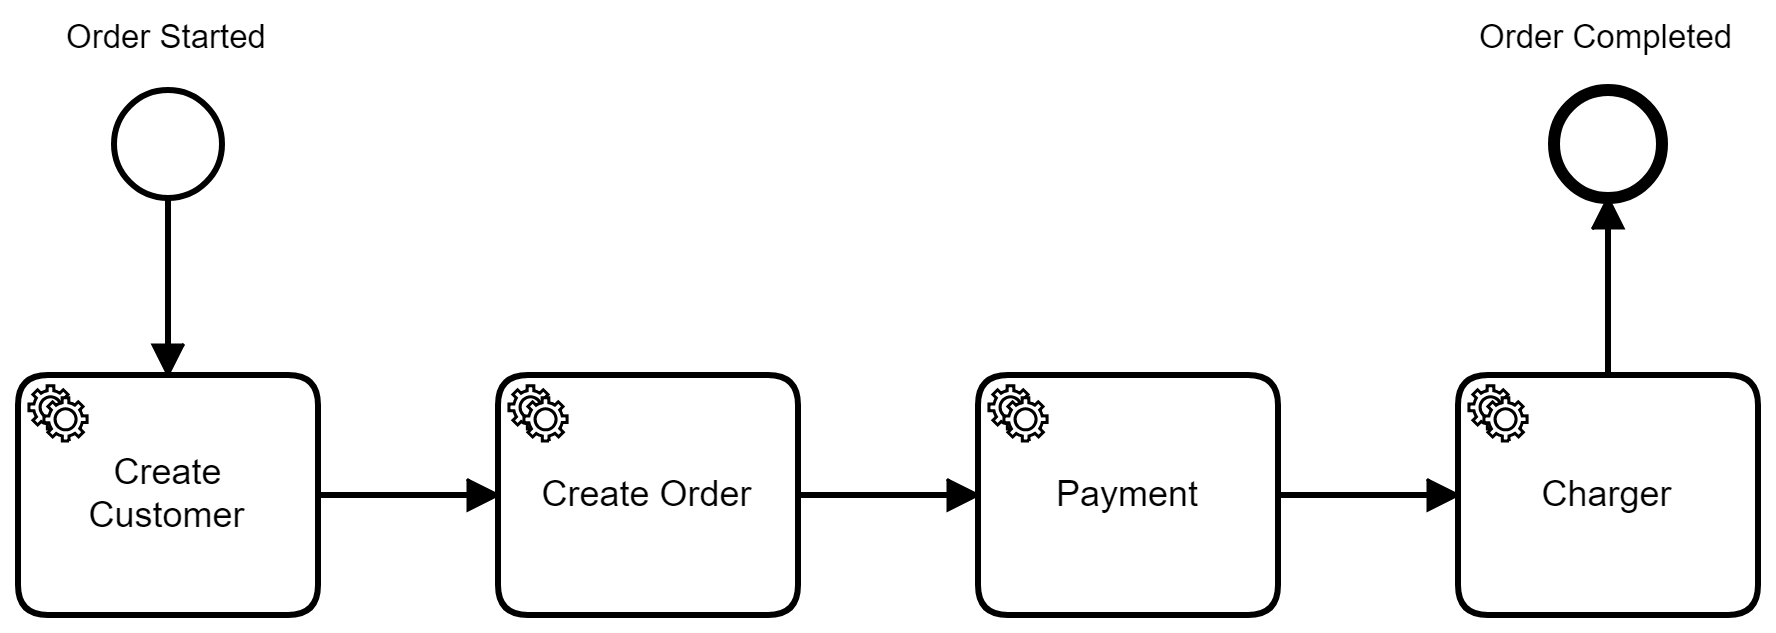 Order Started
Order Completed
Create
Customer
Create Order
Payment
Charger